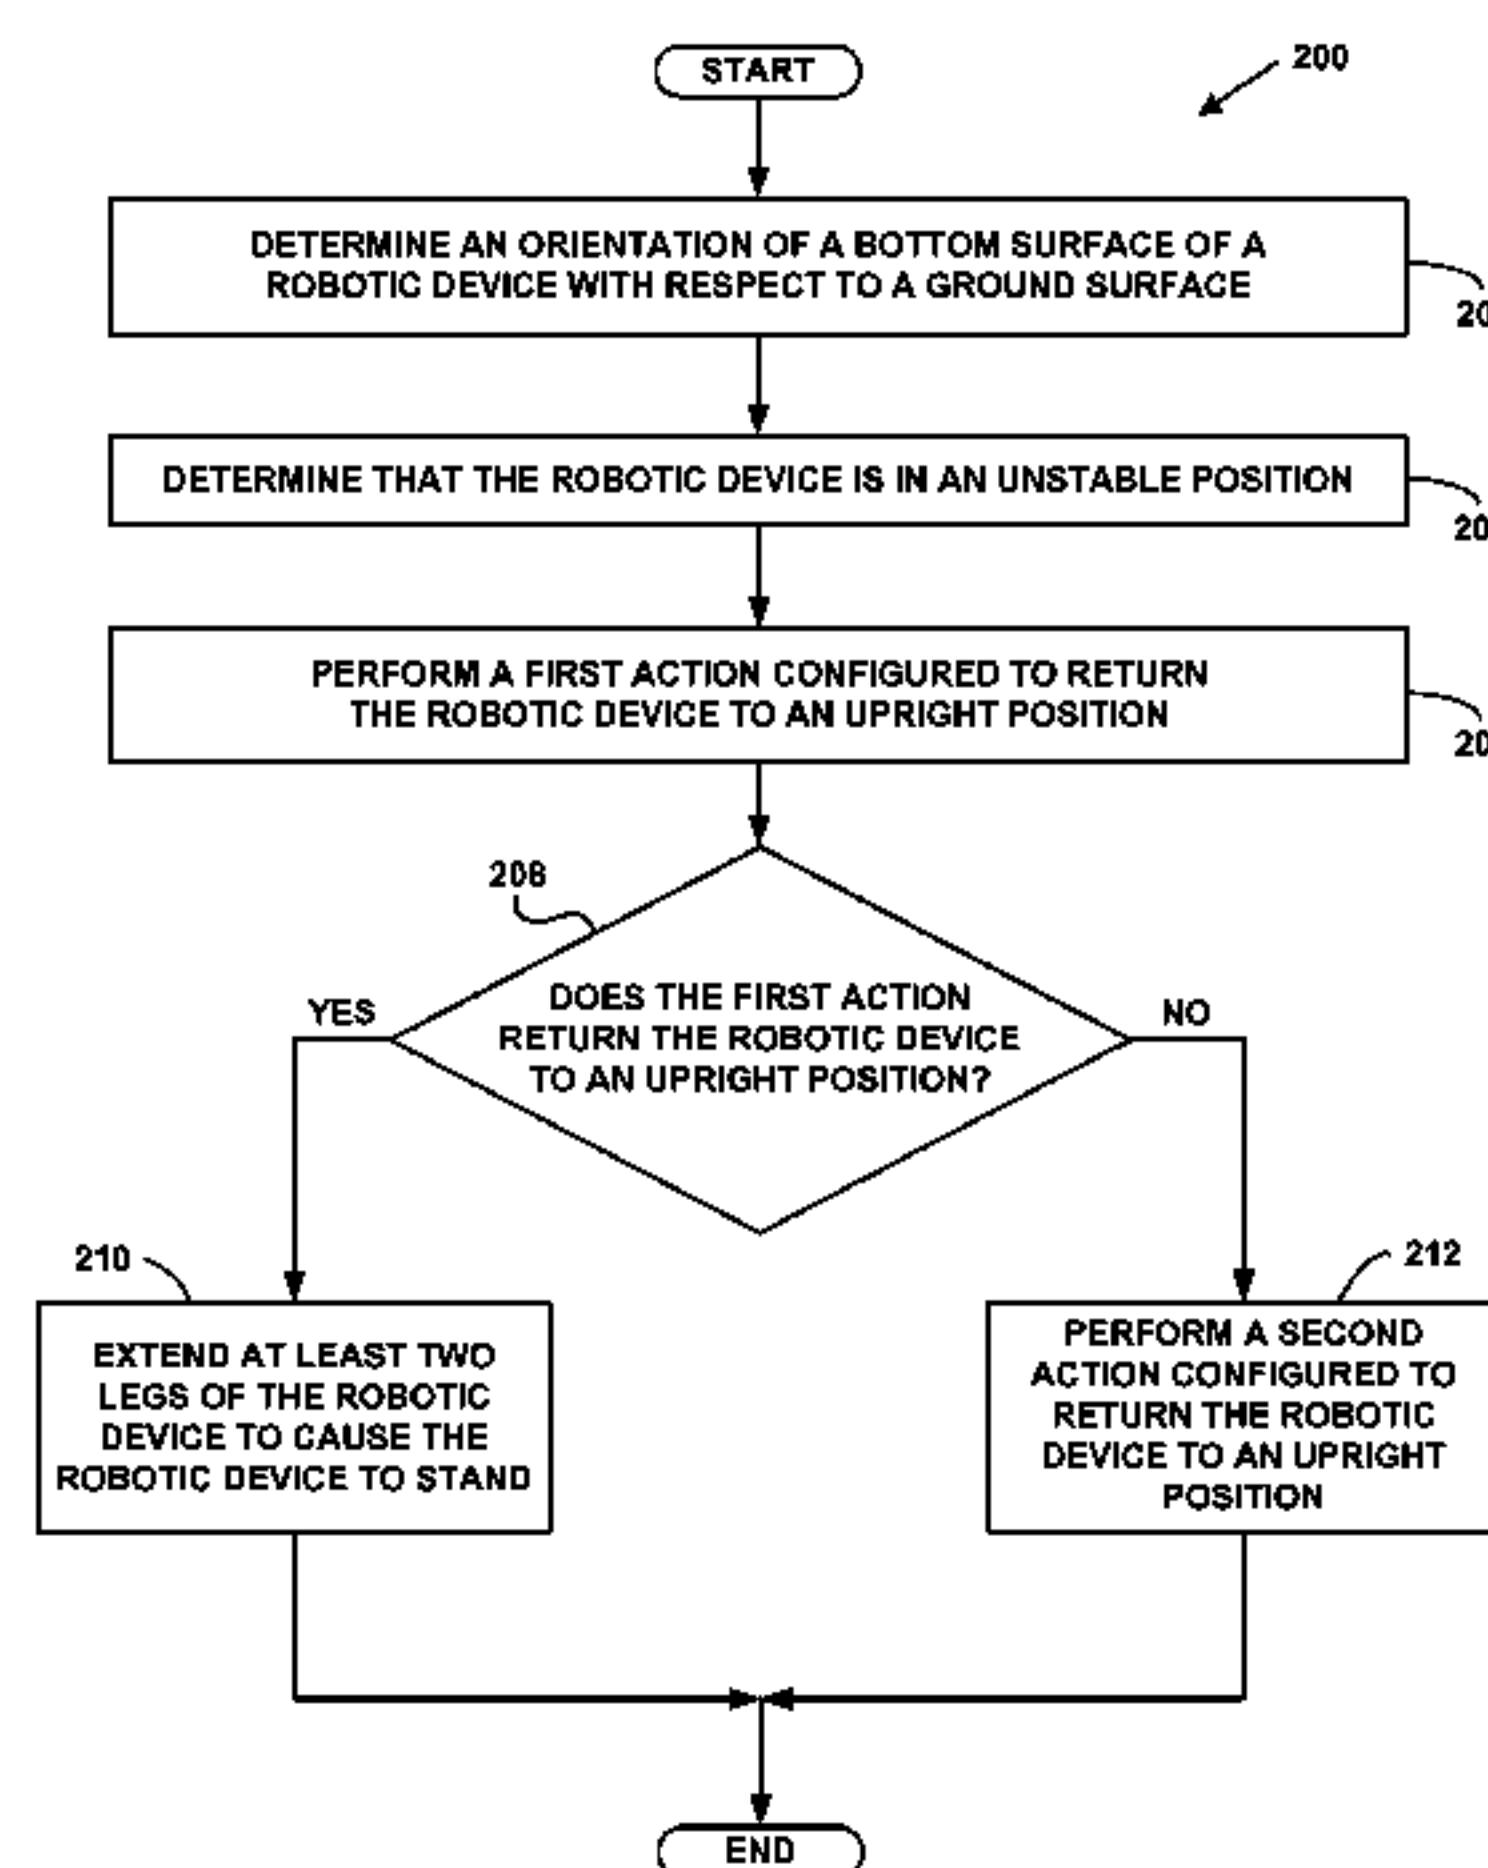 START
200
DETERMINE AN ORIENTATION OF A BOTTOM SURFACE OF A
ROBOTIC DEVICE WITH RESPECT TO A GROUND SURFACE
20
DETERMINE THAT THE ROBOTIC DEVICE IS IN AN UNSTABLE POSITION
20
PERFORM A FIRST ACTION CONFIGURED TO RETURN
THE ROBOTIC DEVICE TO AN UPRIGHT POSITION
20
208
DOES THE FIRST ACTION
RETURN THE ROBOTIC DEVICE
TO AN UPRIGHT POSITION?
YES
NO
210
EXTEND AT LEAST TWO
LEGS OF THE ROBOTIC
DEVICE TO CAUSE THE
ROBOTIC DEVICE TO STAND
212
PERFORM A SECOND
ACTION CONFIGURED TO
RETURN THE ROBOTIC
DEVICE TO AN UPRIGHT
POSITION
END